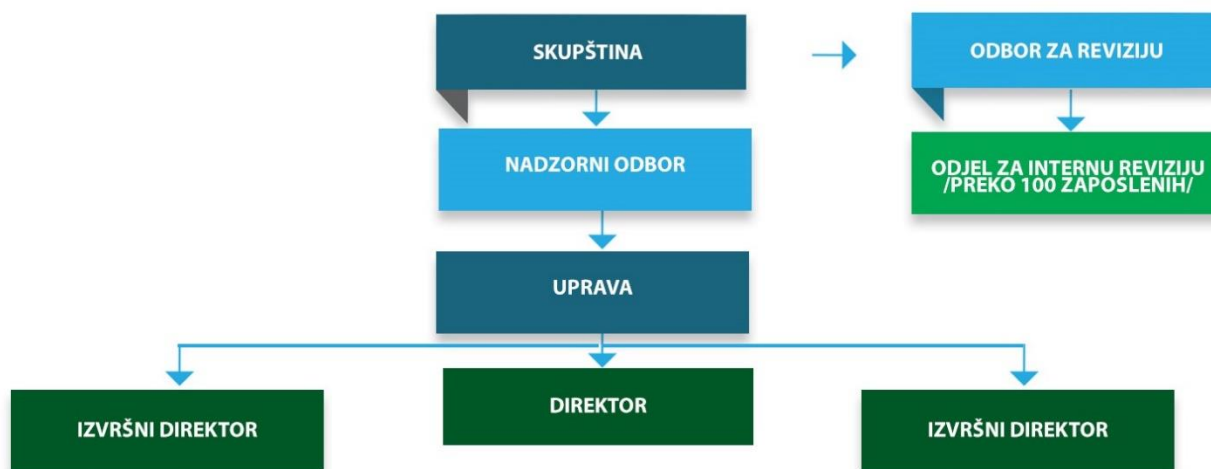 SKUPŠTINA
ODBOR ZA REVIZIJU
NADZORNI ODBOR
ODJEL ZA INTERNU REVIZIJU
/PREKO 100 ZAPOSLENIH/
UPRAVA
IZVRŠNI DIREKTOR
DIREKTOR
IZVRŠNI DIREKTOR